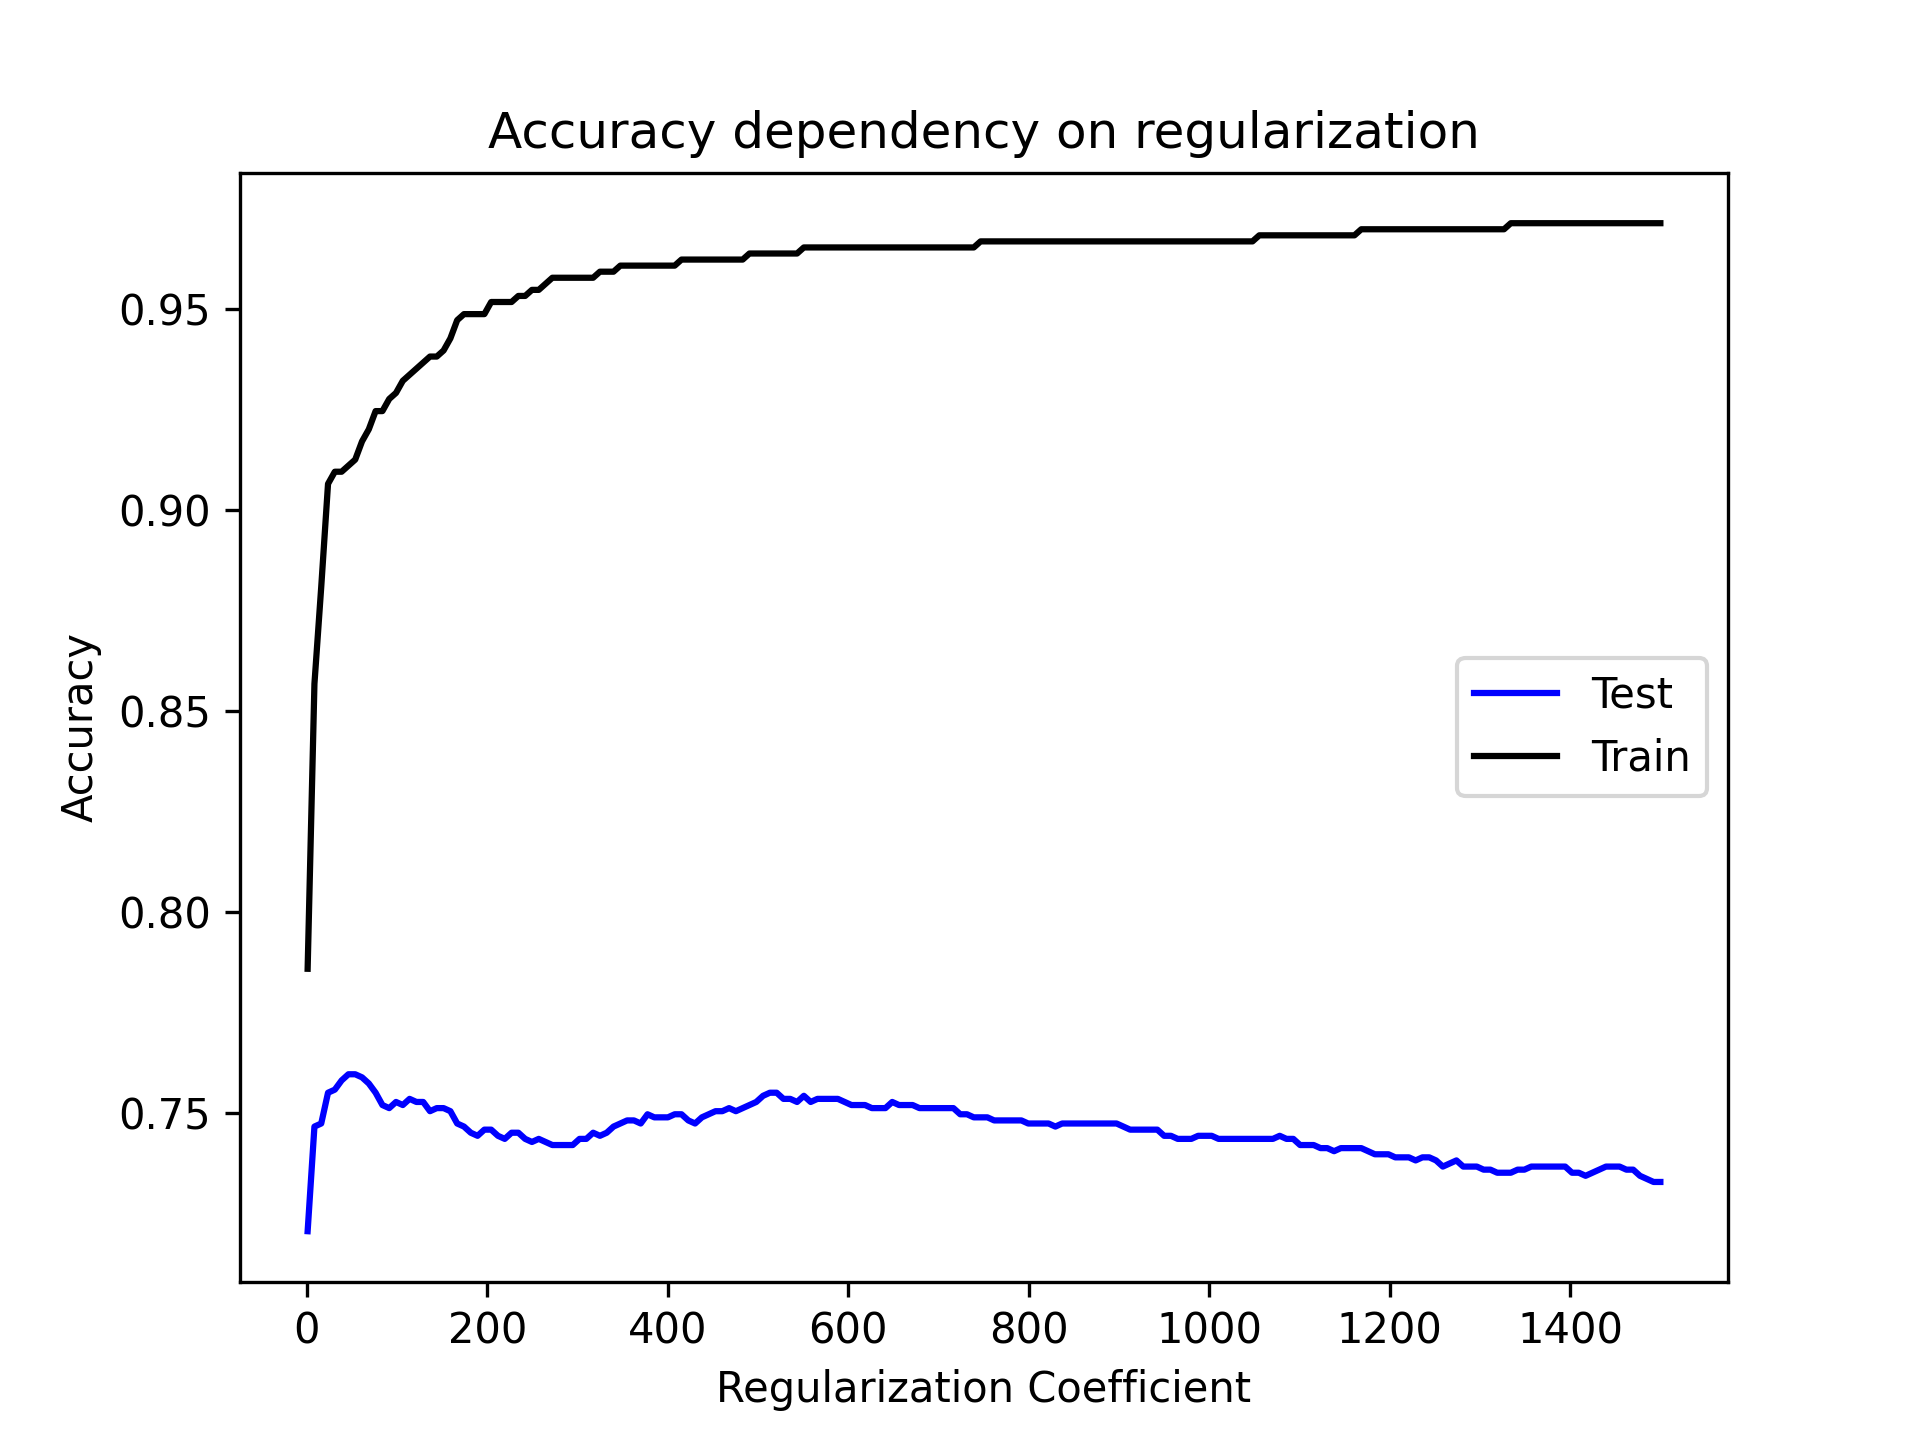 Accuracy dependency on regularization
Accuracy
0.95
0.90
0.85
0.80
0.75
Test
Train
0 200 400 600 800 1000 1200 1400
Regularization Coefficient